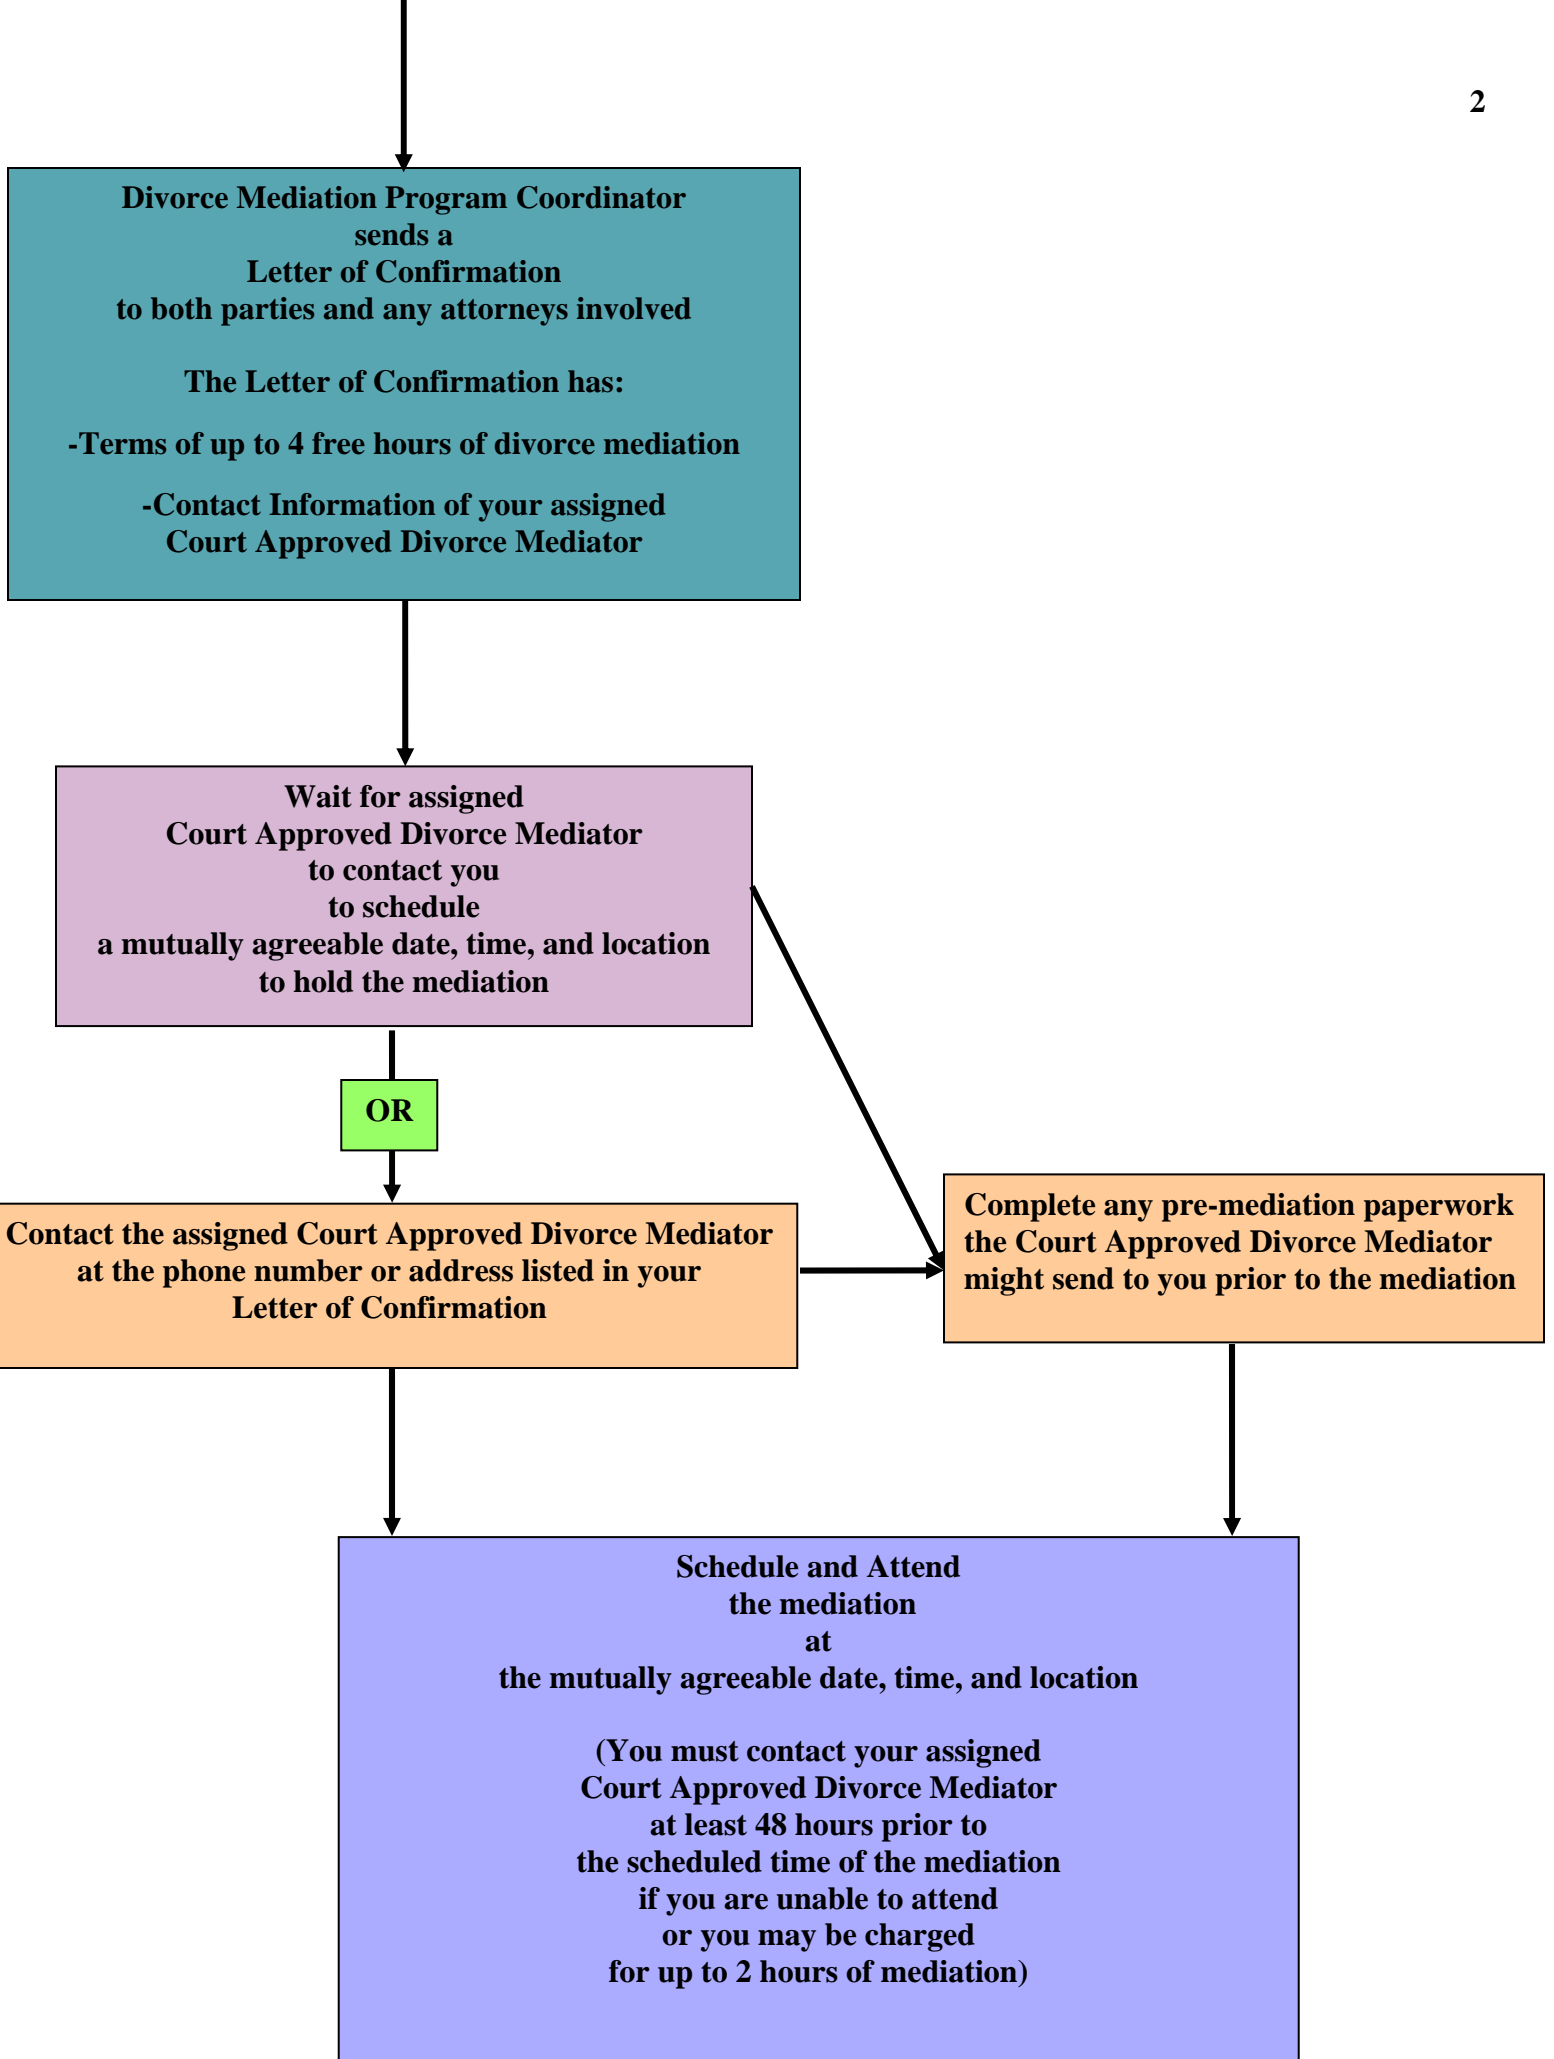 2
Divorce Mediation Program Coordinator
sends a
Letter of Confirmation
to both parties and any attorneys involved
The Letter of Confirmation has:
-Terms of up to 4 free hours of divorce mediation
-Contact Information of your assigned
Court Approved Divorce Mediator
Wait for assigned
Court Approved Divorce Mediator
to contact you
to schedule
a mutually agreeable date, time, and location
to hold the mediation
OR
Contact the assigned Court Approved Divorce Mediator
at the phone number or address listed in your
Letter of Confirmation
Complete any pre-mediation paperwork
the Court Approved Divorce Mediator
might send to you prior to the mediation
Schedule and Attend
the mediation
at
the mutually agreeable date, time, and location
(You must contact your assigned
Court Approved Divorce Mediator
at least 48 hours prior to
the scheduled time of the mediation
if you are unable to attend
or you may be charged
for up to 2 hours of mediation)